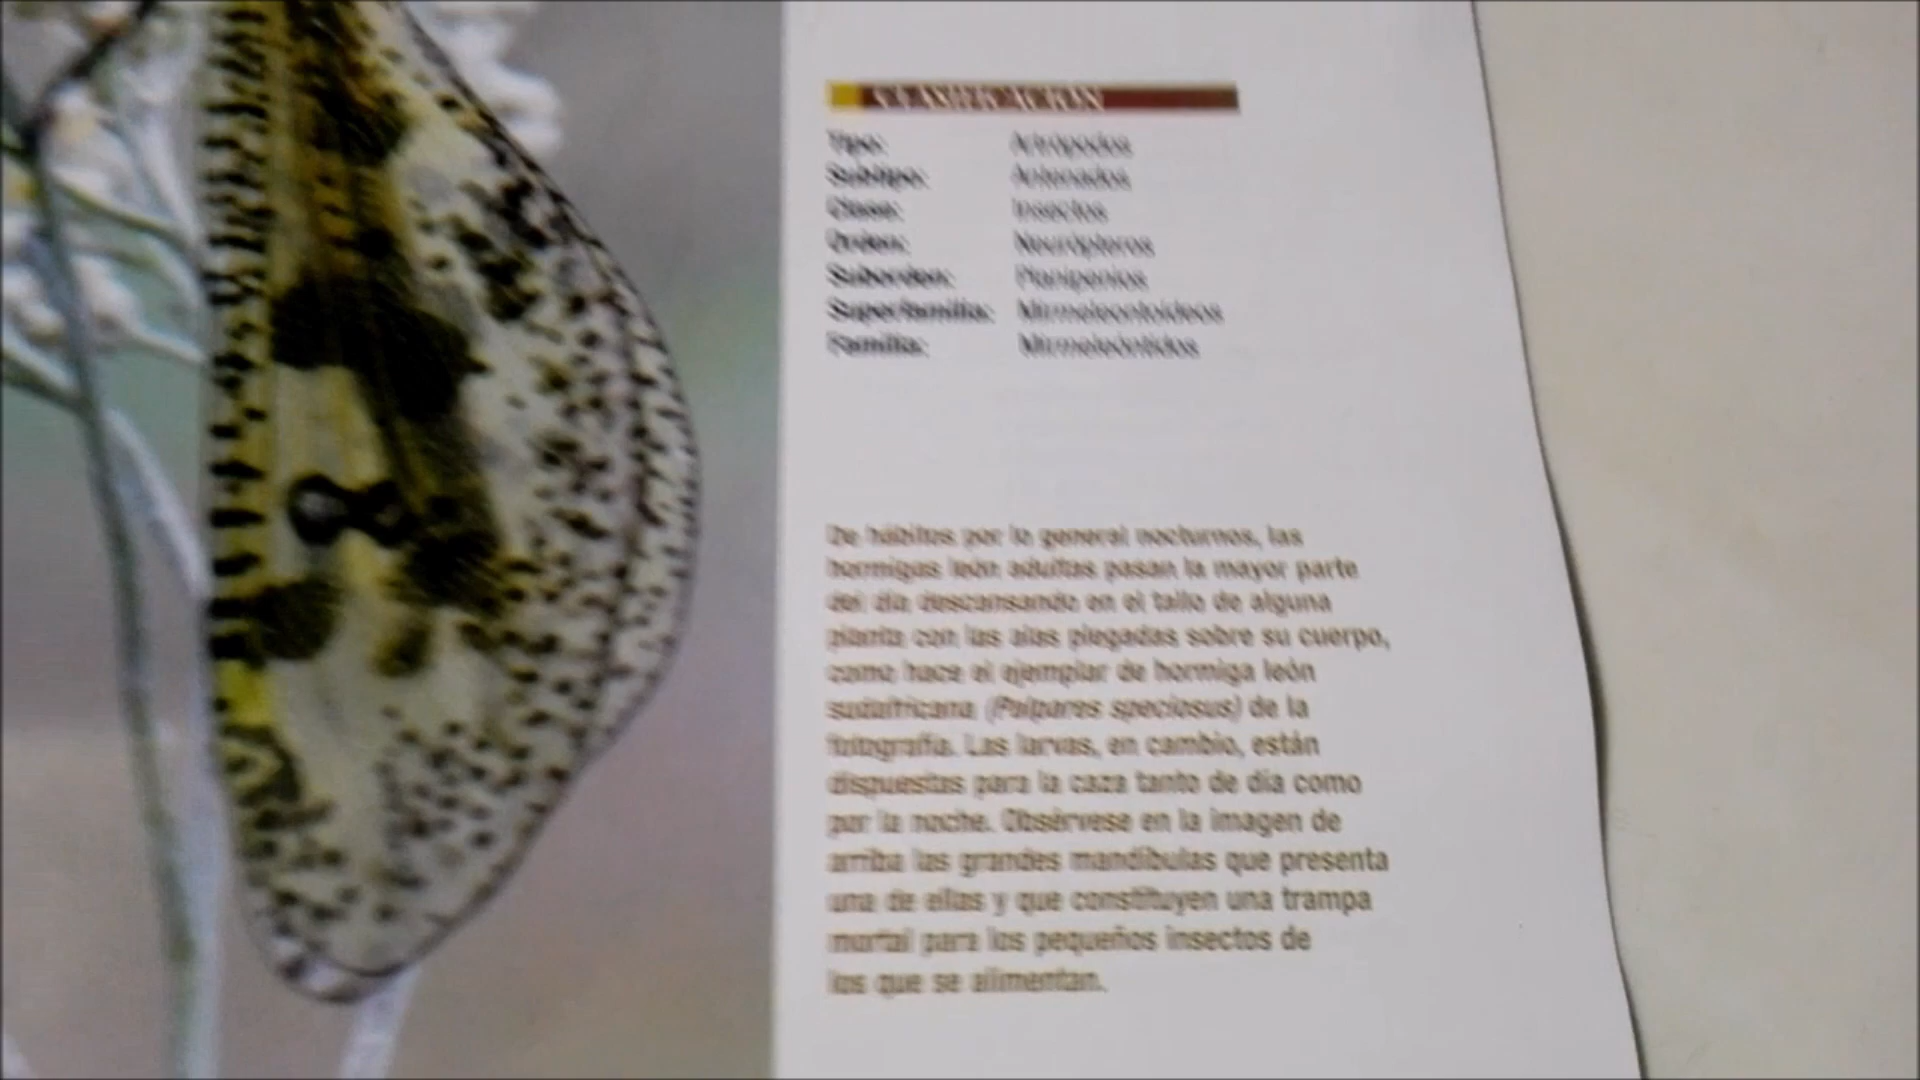 CLASIFICACIÓN
Tipo: Artrópodos
Subtipo: Antenados
Clase: Insectos
Orden: Neurópteros
Suborden: Planipenios
Superfamilia: Mirmeleontoideos
Familia: Mirmeleóntidos
De hábitos por lo general nocturnos, las
hormigas león adultas pasan la mayor parte
del día descansando en el tallo de alguna
planta con las alas plegadas sobre su cuerpo,
como hace el ejemplar de hormiga león
sudafricana (Palpares speciosus) de la
fotografía. Las larvas, en cambio, están
dispuestas para la caza tanto de día como
por la noche. Obsérvese en la imagen de
arriba las grandes mandíbulas que presenta
una de ellas y que constituyen una trampa
mortal para los pequeños insectos de
los que se alimentan.